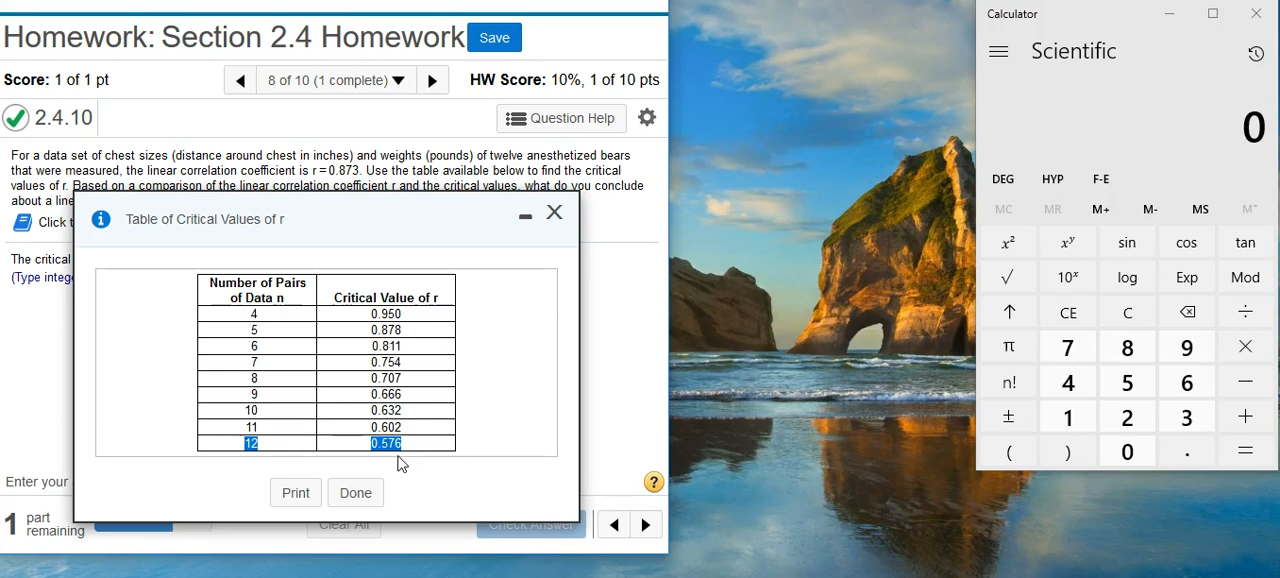 Homework: Section 2.4 Homework Save
Score: 1 of 1 pt
8 of 10 (1 complete)
HW Score: 10%, 1 of 10 pts
2.4.10
Question Help
For a data set of chest sizes (distance around chest in inches) and weights (pounds) of twelve anesthetized bears
that were measured, the linear correlation coefficient is r=0.873. Use the table available below to find the critical
values of r. Based on a comparison of the linear correlation coefficient r and the critical values, what do you conclude
about a
Click
The critical
(Type
Table of Critical Values of r
Number of Pairs of Data n Critical Value of r
4 0.950
5 0.878
6 0.811
7 0.754
8 0.707
9 0.666
10 0.632
11 0.602
12 0.576
Print Done
Enter your
?
1 part remaining
Clear All
Check Answer
Calculator
Scientific
0
DEG HYP F-E
MC MR M+ M- MS M˅
x² xʸ sin cos tan
√ 10ˣ log Exp Mod
↑ CE C ⌫ ÷
π 7 8 9 ×
n! 4 5 6 −
± 1 2 3 +
( ) 0 . =